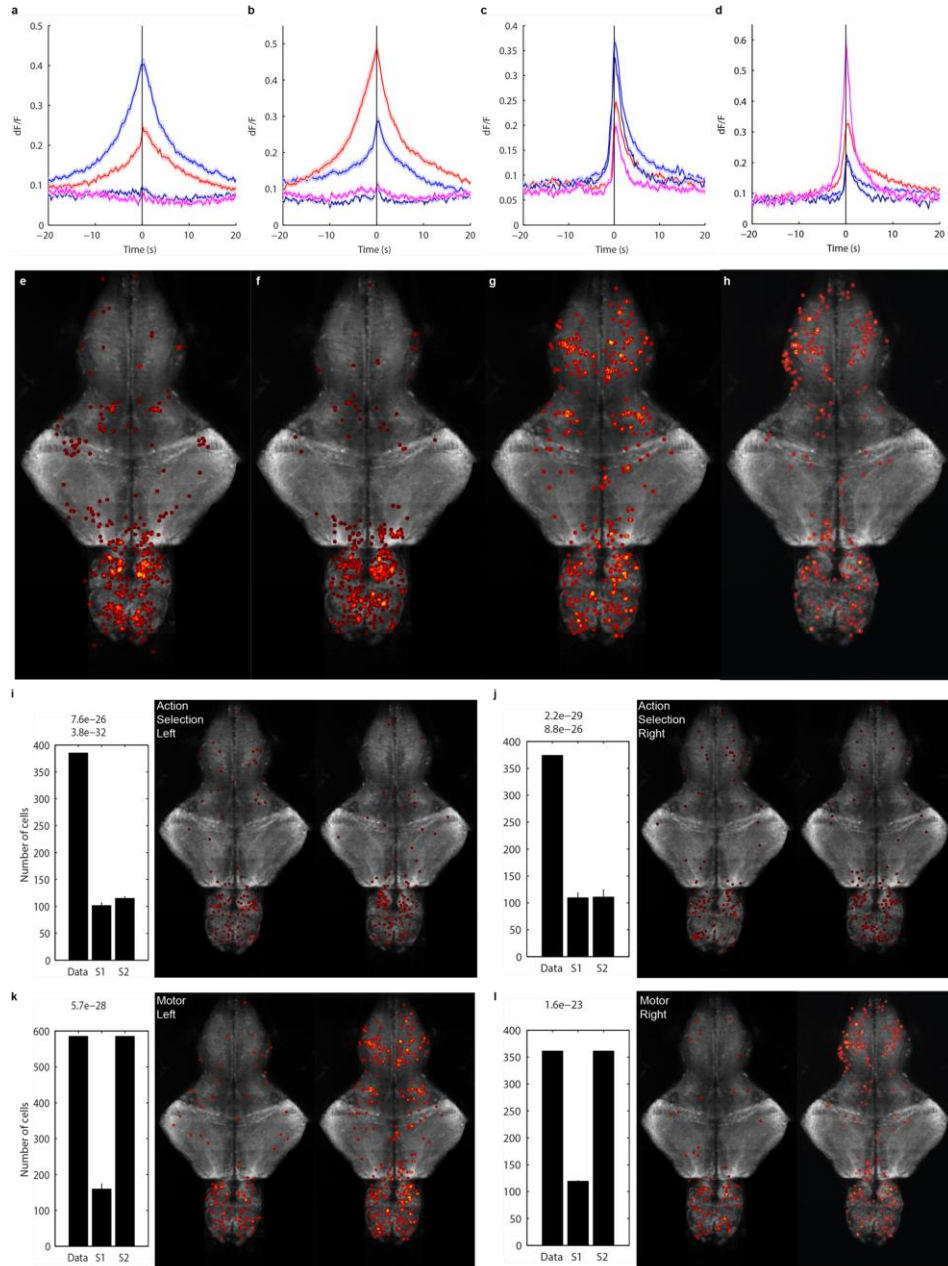 a
b
c
d
0.5
0.4
0.3
0.2
0.1
0
dF/F
−20 −10 0 10 20
Time (s)
0.5
0.4
0.3
0.2
0.1
0
dF/F
−20 −10 0 10 20
Time (s)
0.4
0.35
0.3
0.25
0.2
0.15
0.1
0.05
0
dF/F
−20 −10 0 10 20
Time (s)
0.6
0.5
0.4
0.3
0.2
0.1
0
dF/F
−20 −10 0 10 20
Time (s)
e
f
g
h
i
7.6e−26
3.8e−32
400
350
300
250
200
150
100
50
0
Number of cells
Data S1 S2
Action
Selection
Left
j
2.2e−29
8.8e−26
400
350
300
250
200
150
100
50
0
Data S1 S2
Action
Selection
Right
k
5.7e−28
600
500
400
300
200
100
0
Number of cells
Data S1 S2
Motor
Left
l
1.6e−23
400
350
300
250
200
150
100
50
0
Data S1 S2
Motor
Right